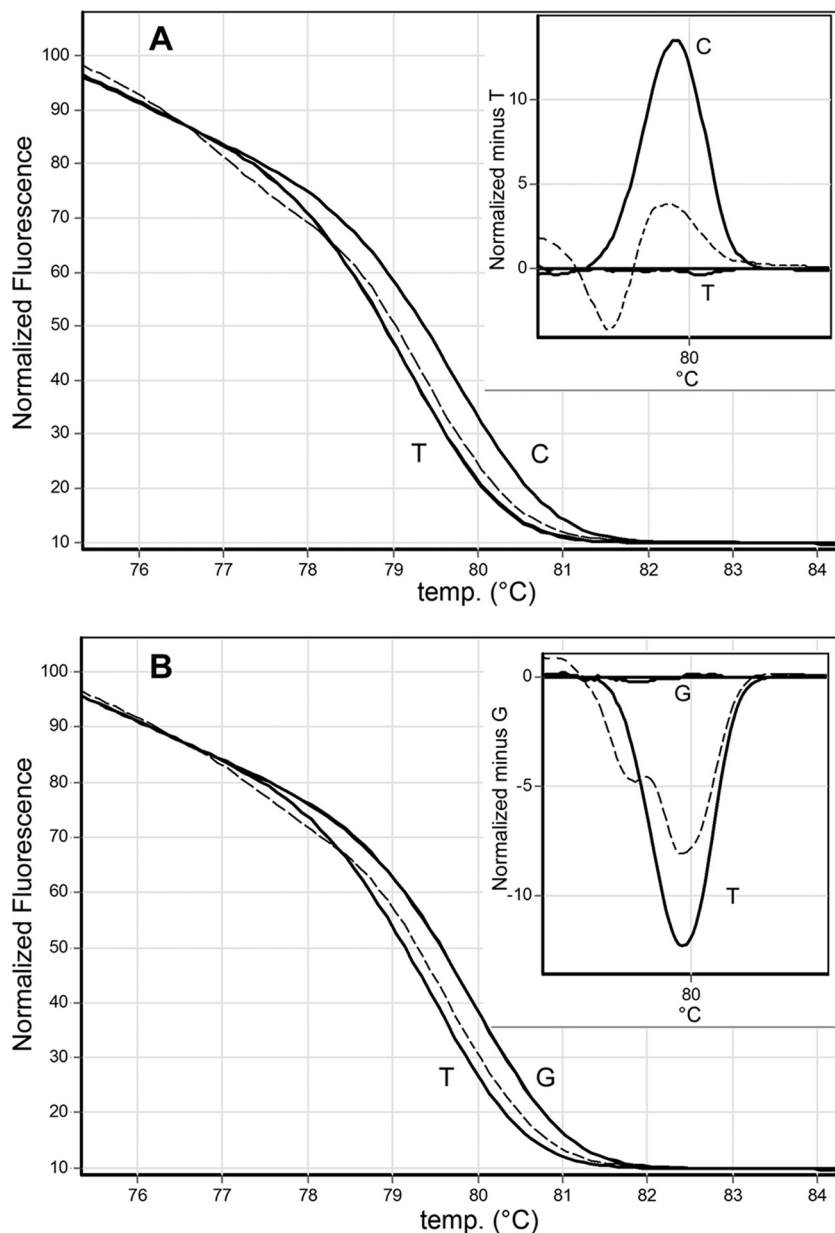 A
100
90
80
70
60
50
40
30
20
10
Normalized Fluorescence
T
C
76 77 78 79 80 81 82 83 84
temp. (°C)
Normalized minus T
10
5
0
C
T
80
°C
B
100
90
80
70
60
50
40
30
20
10
Normalized Fluorescence
T
G
76 77 78 79 80 81 82 83 84
temp. (°C)
Normalized minus G
0
-5
-10
G
T
80
°C